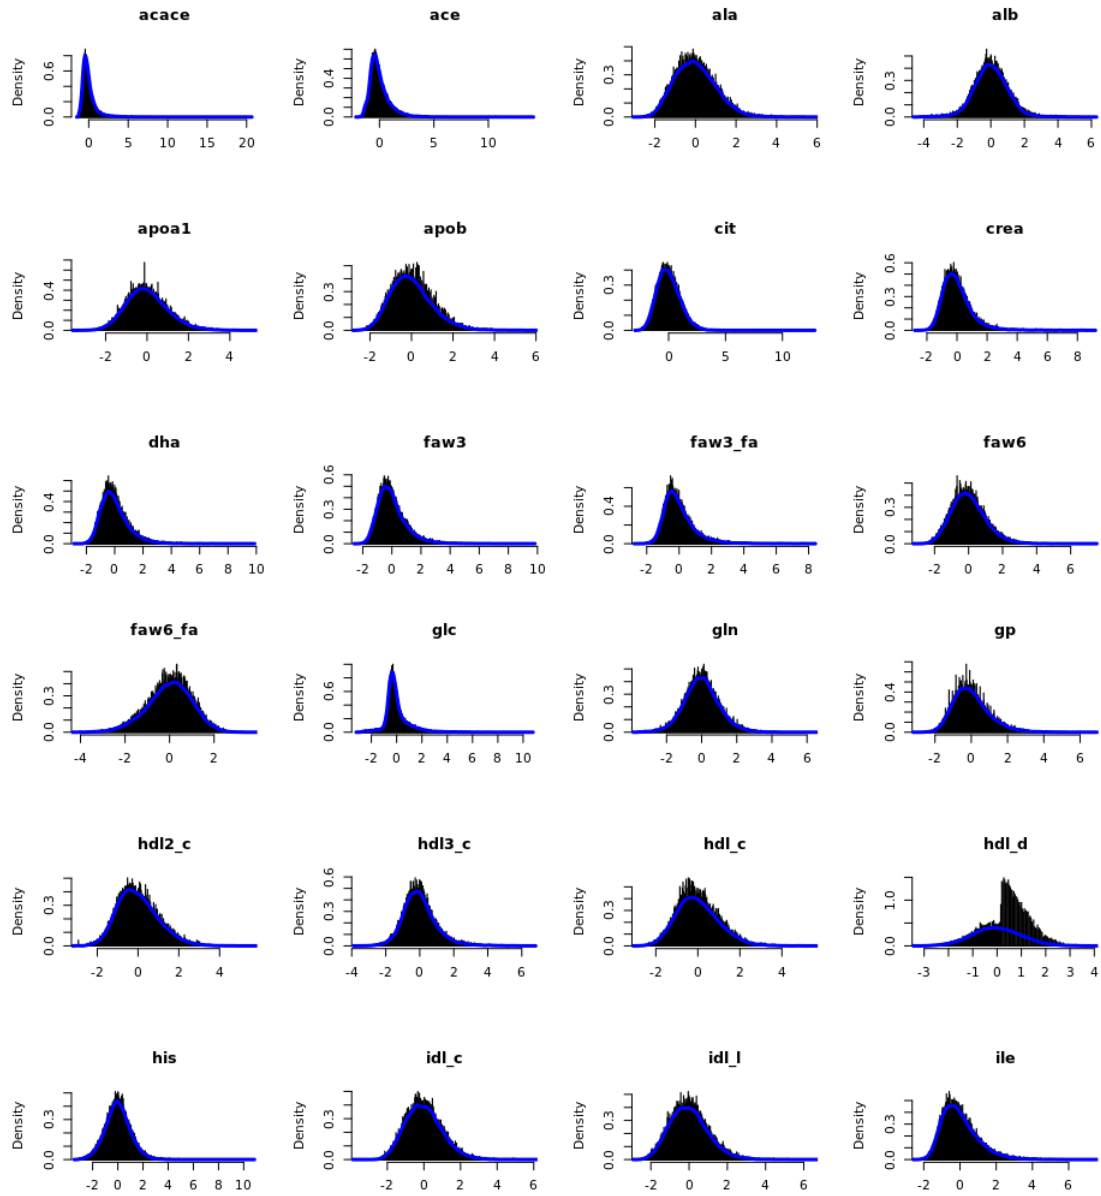 acace ace ala alb
Density Density Density Density
0.0 0.6 0.0 0.4 0.0 0.3 0.0 0.3
0 5 10 15 20 0 5 10 -2 0 2 4 6 -4 -2 0 2 4 6
apoa1 apob cit crea
Density Density Density Density
0.0 0.4 0.0 0.3 0.0 0.3 0.0 0.3 0.6
-2 0 2 4 -2 0 2 4 6 0 5 10 -2 0 2 4 6 8
dha faw3 faw3_fa faw6
Density Density Density Density
0.0 0.4 0.0 0.3 0.6 0.0 0.4 0.0 0.3
-2 0 2 4 6 8 10 -2 0 2 4 6 8 10 -2 0 2 4 6 8 -2 0 2 4 6
faw6_fa glc gln gp
Density Density Density Density
0.0 0.3 0.0 0.6 0.0 0.3 0.0 0.4
-4 -2 0 2 -2 0 2 4 6 8 10 -2 0 2 4 6 -2 0 2 4 6
hdl2_c hdl3_c hdl_c hdl_d
Density Density Density Density
0.0 0.3 0.0 0.3 0.6 0.0 0.3 0.0 1.0
-2 0 2 4 -4 -2 0 2 4 6 -2 0 2 4 -3 -1 0 1 2 3 4
his idl_c idl_l ile
Density Density Density Density
0.0 0.3 0.0 0.3 0.0 0.3 0.0 0.3
-2 0 2 4 6 8 10 -2 0 2 4 6 -2 0 2 4 6 -2 0 2 4 6